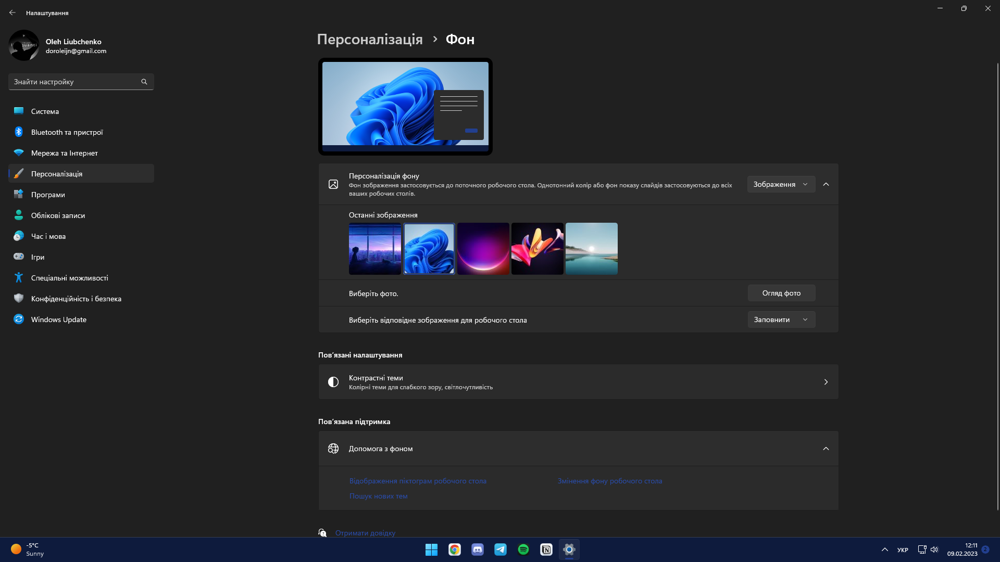 Налаштування
Oleh Liubchenko
doroleijn@gmail.com
Знайти настройку
Система
Bluetooth та пристрої
Мережа та Інтернет
Персоналізація
Програми
Облікові записи
Час і мова
Ігри
Спеціальні можливості
Конфіденційність і безпека
Windows Update
Персоналізація > Фон
Персоналізація фону
Фон зображення застосовується до поточного робочого стола. Однотонний колір або фон показу слайдів застосовуються до всіх
ваших робочих столів.
Зображення
Останні зображення
Виберіть фото.
Огляд фото
Виберіть відповідне зображення для робочого стола
Заповнити
Пов’язані налаштування
Контрастні теми
Колірні теми для слабкого зору, світлочутливість
Пов’язана підтримка
Допомога з фоном
Відображення піктограм робочого стола
Змінення фону робочого стола
Пошук нових тем
Отримати довідку
-5°C
Sunny
УКР
12:11
09.02.2023
2